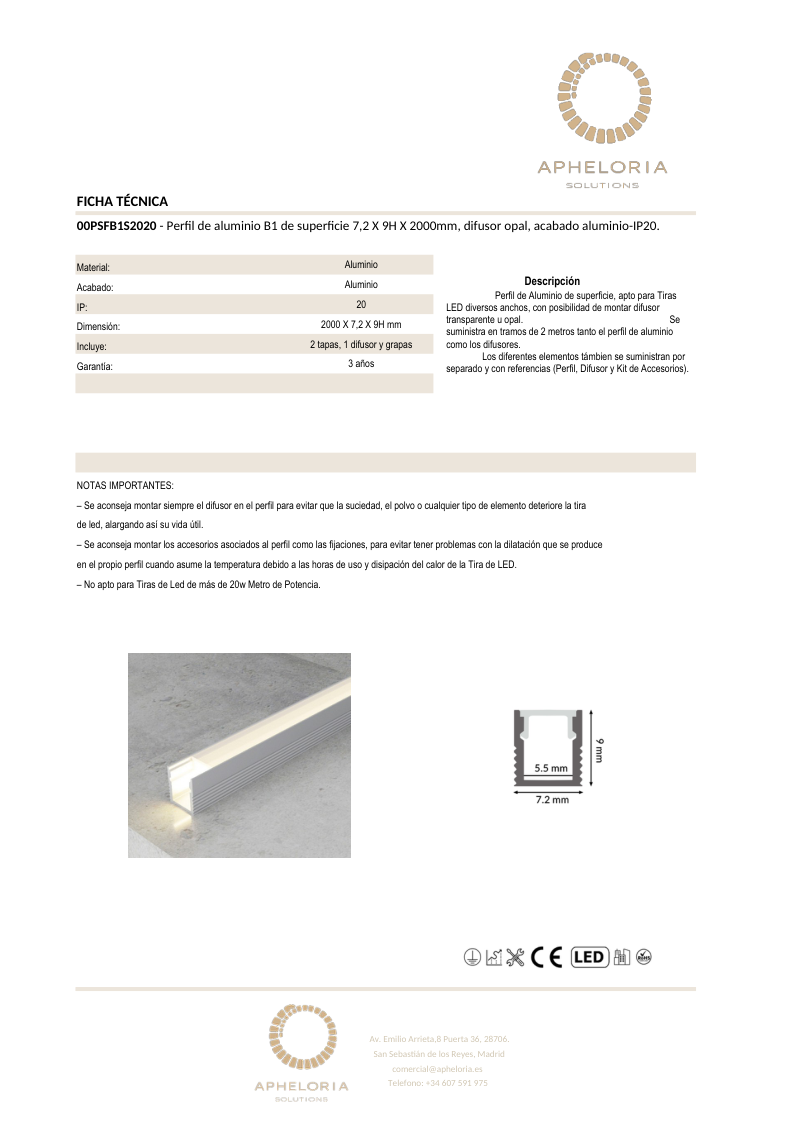 APHELORIA
SOLUTIONS
FICHA TÉCNICA
00PSFB1S2020 - Perfil de aluminio B1 de superficie 7,2 X 9H X 2000mm, difusor opal, acabado aluminio-IP20.
Material: Aluminio
Acabado: Aluminio
IP: 20
Dimensión: 2000 X 7,2 X 9H mm
Incluye: 2 tapas, 1 difusor y grapas
Garantía: 3 años
Descripción
Perfil de Aluminio de superficie, apto para Tiras
LED diversos anchos, con posibilidad de montar difusor
transparente u opal. Se
suministra en tramos de 2 metros tanto el perfil de aluminio
como los difusores.
Los diferentes elementos támbien se suministran por
separado y con referencias (Perfil, Difusor y Kit de Accesorios).
NOTAS IMPORTANTES:
– Se aconseja montar siempre el difusor en el perfil para evitar que la suciedad, el polvo o cualquier tipo de elemento deteriore la tira
de led, alargando así su vida útil.
– Se aconseja montar los accesorios asociados al perfil como las fijaciones, para evitar tener problemas con la dilatación que se produce
en el propio perfil cuando asume la temperatura debido a las horas de uso y disipación del calor de la Tira de LED.
– No apto para Tiras de Led de más de 20w Metro de Potencia.
9 mm
5.5 mm
7.2 mm
CE
LED
RoHS
APHELORIA
SOLUTIONS
Av. Emilio Arrieta,8 Puerta 36, 28706.
San Sebastián de los Reyes, Madrid
comercial@apheloria.es
Telefono: +34 607 591 975